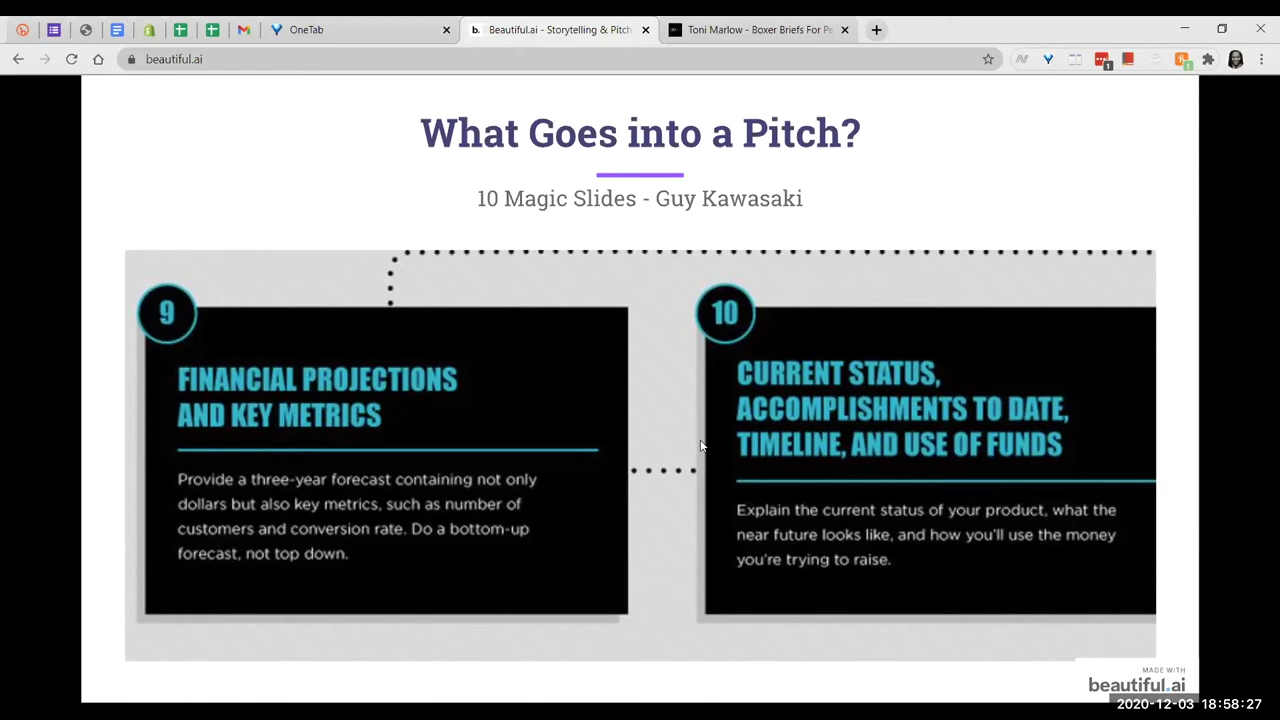 OneTab
Beautiful.ai - Storytelling & Pitch
Toni Marlow - Boxer Briefs For Pe
beautiful.ai
1
1
What Goes into a Pitch?
10 Magic Slides - Guy Kawasaki
9
FINANCIAL PROJECTIONS
AND KEY METRICS
Provide a three-year forecast containing not only
dollars but also key metrics, such as number of
customers and conversion rate. Do a bottom-up
forecast, not top down.
10
CURRENT STATUS,
ACCOMPLISHMENTS TO DATE,
TIMELINE, AND USE OF FUNDS
Explain the current status of your product, what the
near future looks like, and how you'll use the money
you're trying to raise.
MADE WITH
beautiful.ai
2020-12-03 18:58:27